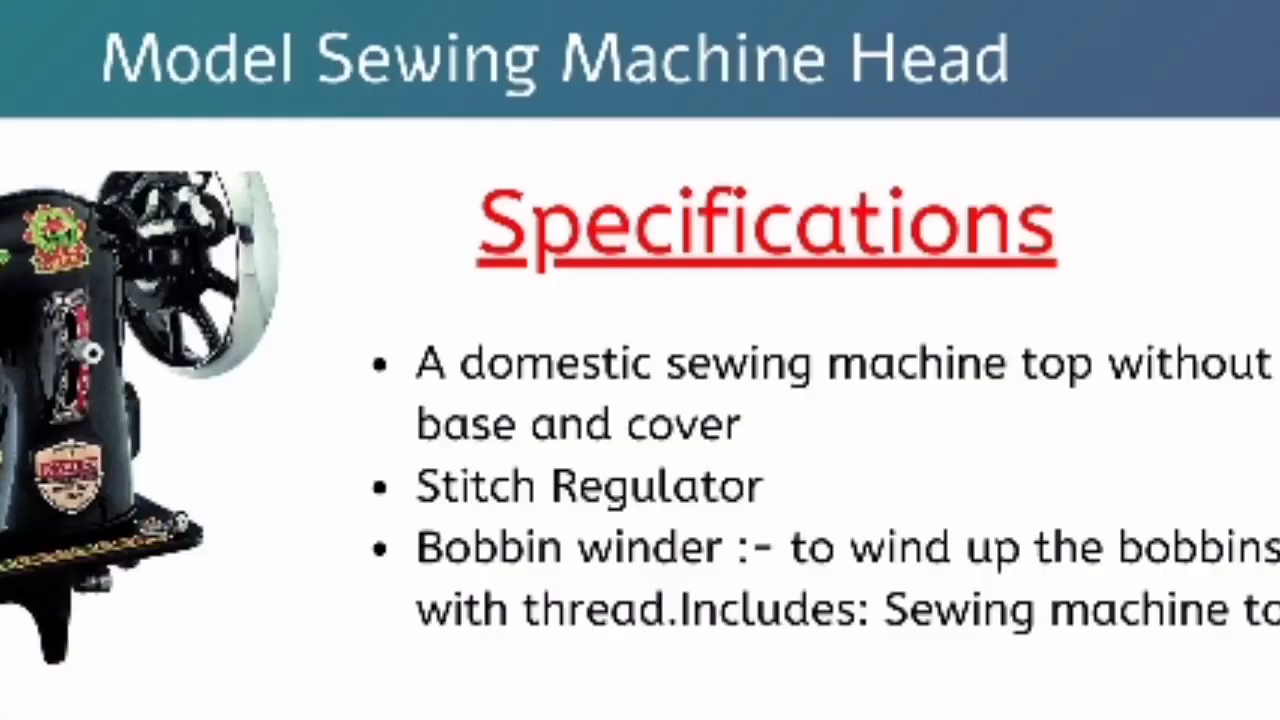 Model Sewing Machine Head
Specifications
• A domestic sewing machine top without
base and cover
• Stitch Regulator
• Bobbin winder :- to wind up the bobbins
with thread.Includes: Sewing machine to